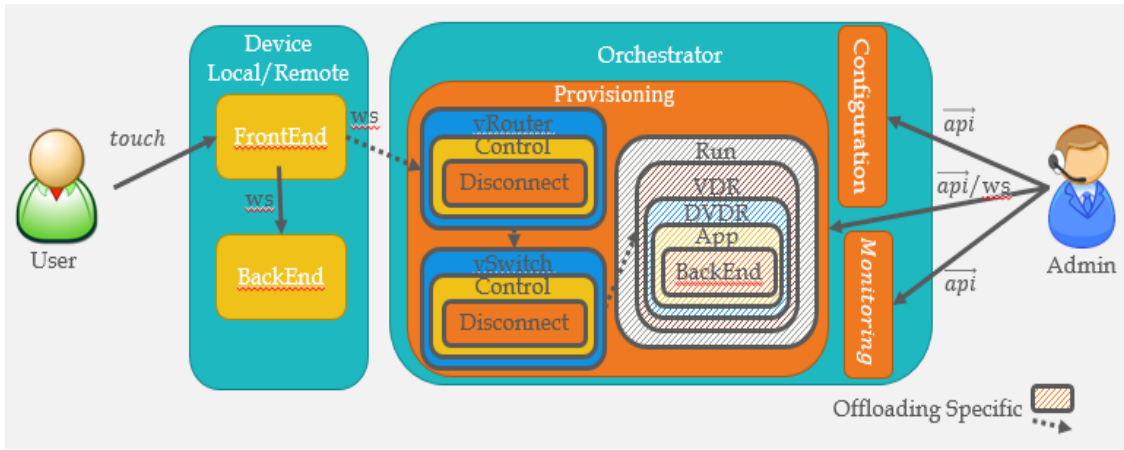 Device
Local/Remote
FrontEnd
ws
BackEnd
touch
User
ws
Orchestrator
Provisioning
vRouter
Control
Disconnect
vSwitch
Control
Disconnect
Run
VDR
DVDR
App
BackEnd
Configuration
Monitoring
api
api/ws
api
Admin
Offloading Specific